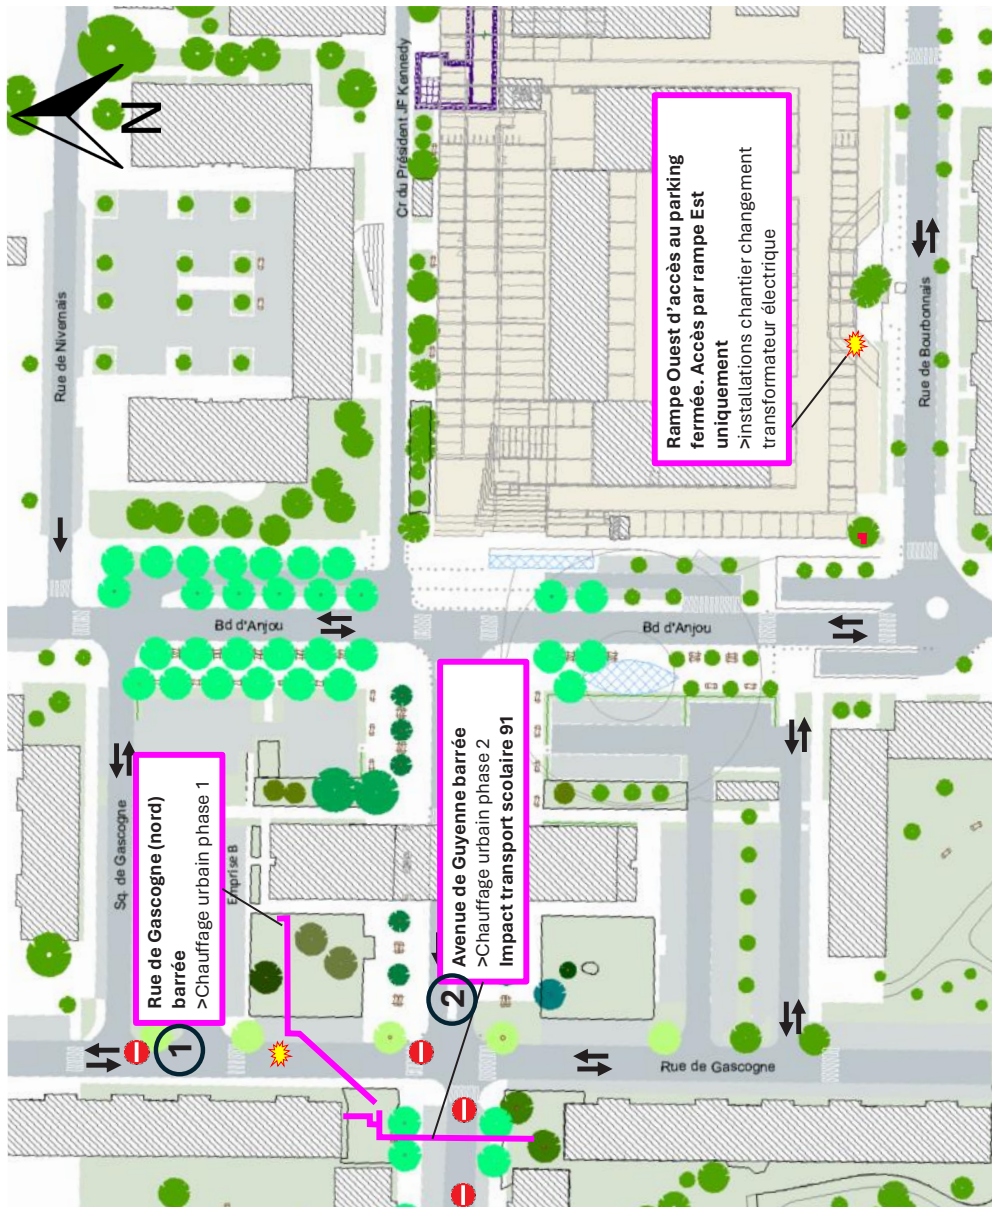 N
Rue de Nivernais
Cr du Président JF Kennedy
Rampe Ouest d'accès au parking
fermée. Accès par rampe Est
uniquement
>installations chantier changement
transformateur électrique
Rue de Bourbonnais
Bd d'Anjou
Bd d'Anjou
Sq. de Gascogne
Rue de Gascogne (nord)
barrée
>Chauffage urbain phase 1
Emprise B
1
Avenue de Guyenne barrée
>Chauffage urbain phase 2
Impact transport scolaire 91
2
Rue de Gascogne